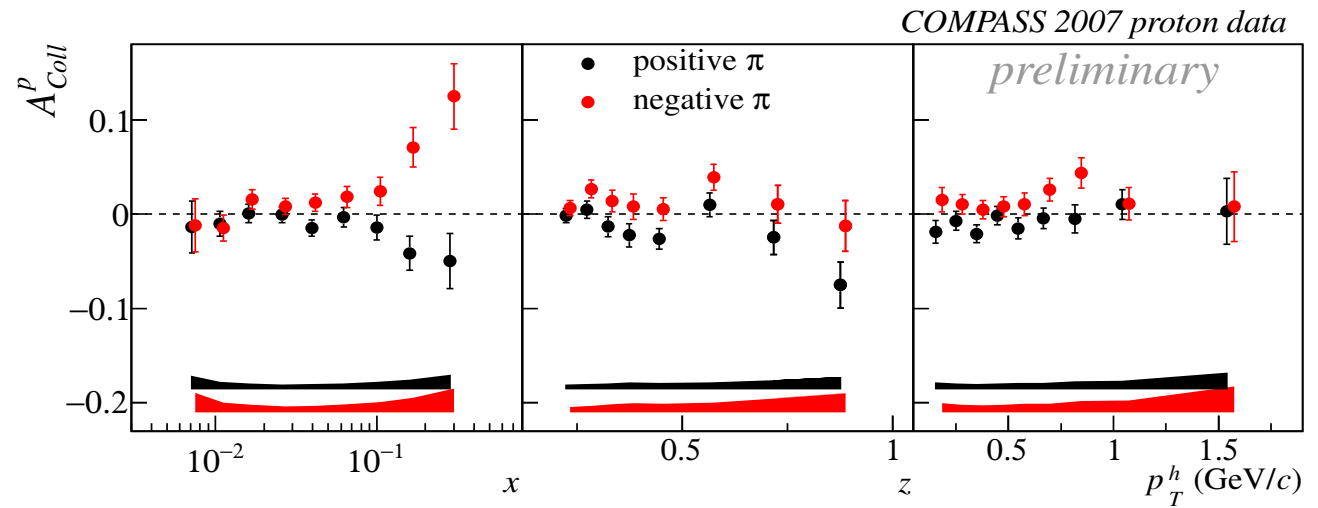 COMPASS 2007 proton data
A^p_Coll
positive π
negative π
preliminary
0.1
0
−0.1
−0.2
10^−2 10^−1
0.5 1
0.5 1 1.5
x
z
p_T^h (GeV/c)